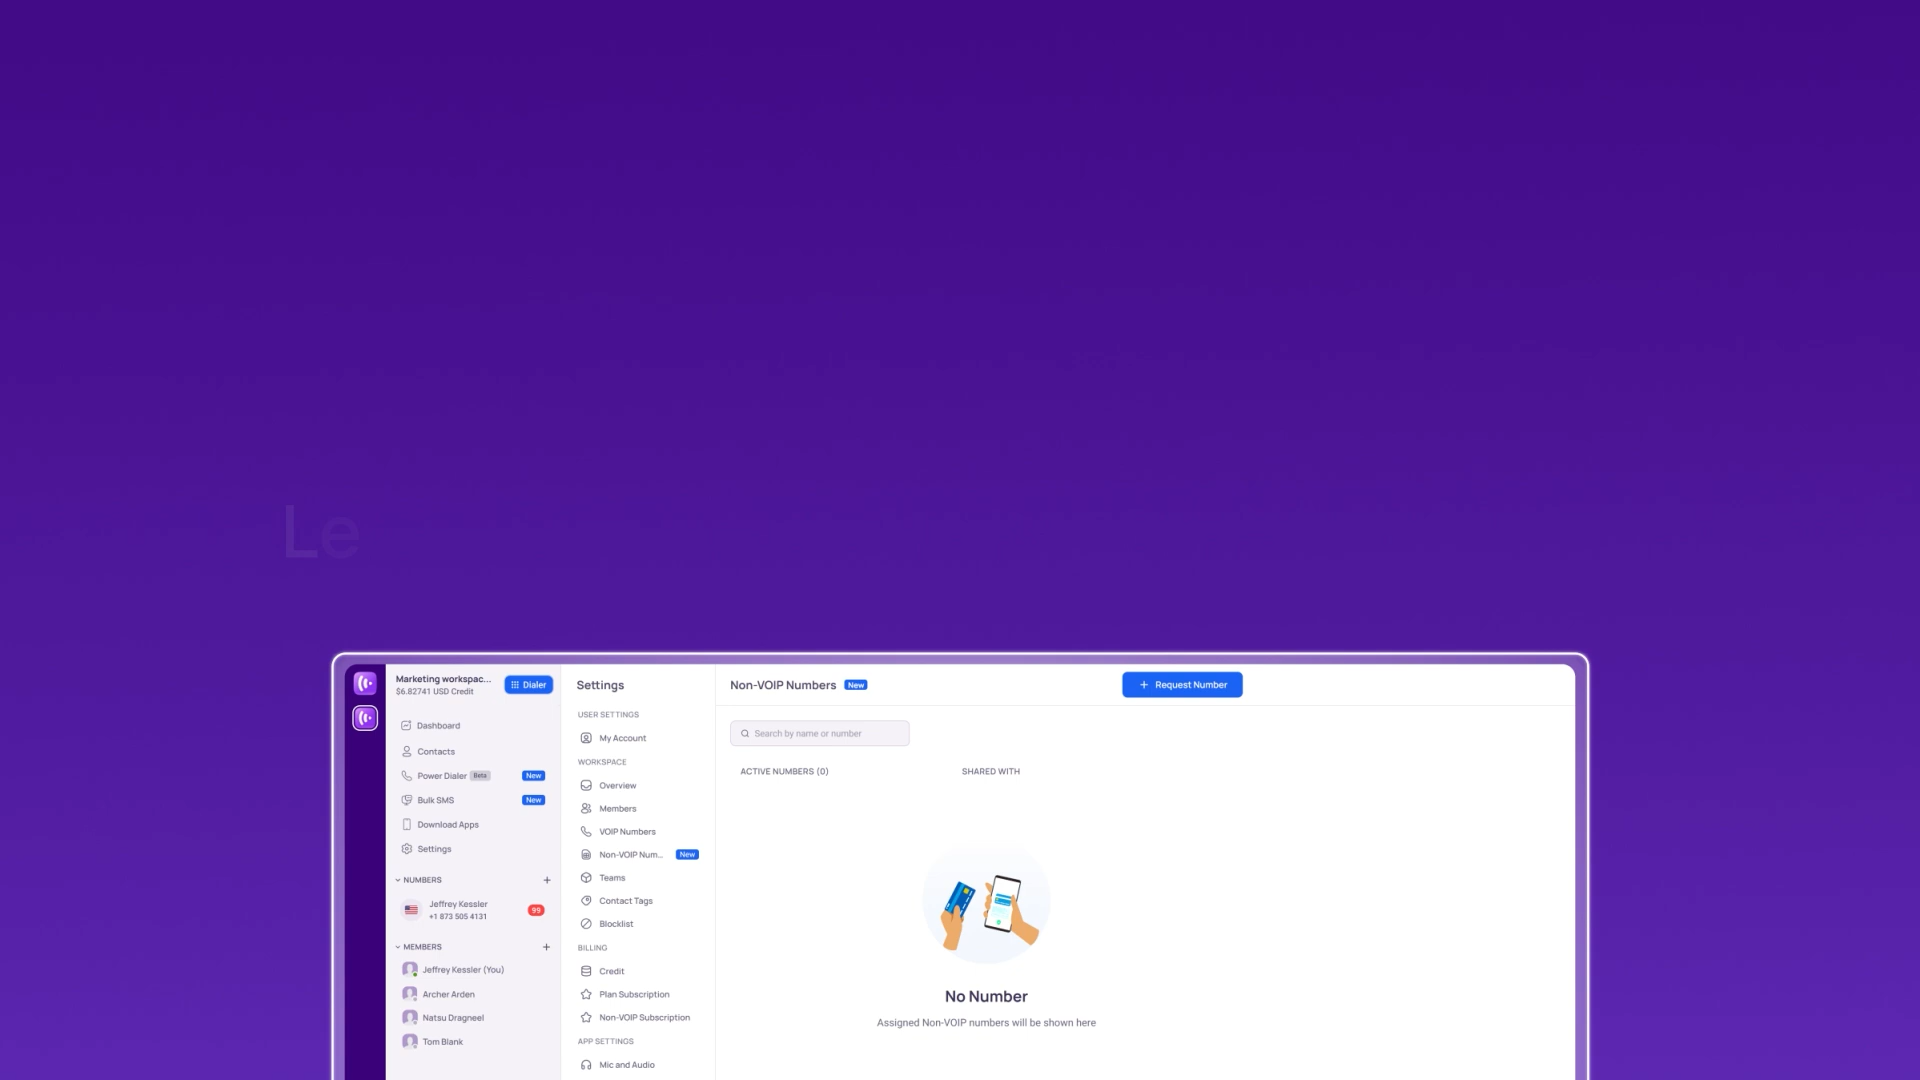 Le
Marketing workspac...
$6.82741 USD Credit
Dialer
Dashboard
Contacts
Power Dialer Beta New
Bulk SMS New
Download Apps
Settings
NUMBERS
Jeffrey Kessler
+1 873 505 4131
99
MEMBERS
Jeffrey Kessler (You)
Archer Arden
Natsu Dragneel
Tom Blank
Settings
USER SETTINGS
My Account
WORKSPACE
Overview
Members
VOIP Numbers
Non-VOIP Num... New
Teams
Contact Tags
Blocklist
BILLING
Credit
Plan Subscription
Non-VOIP Subscription
APP SETTINGS
Mic and Audio
Non-VOIP Numbers New
Request Number
Search by name or number
ACTIVE NUMBERS (0) SHARED WITH
No Number
Assigned Non-VOIP numbers will be shown here